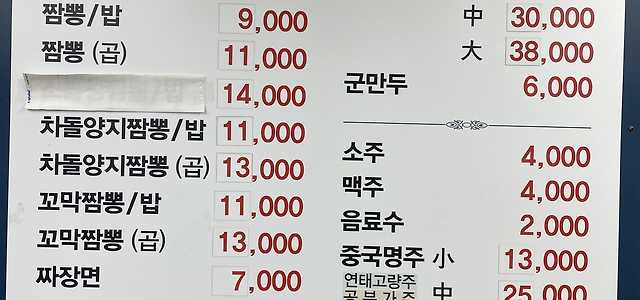 짬뽕/밥 9,000
짬뽕 (곱) 11,000
14,000
차돌양지짬뽕/밥 11,000
차돌양지짬뽕 (곱) 13,000
꼬막짬뽕/밥 11,000
꼬막짬뽕 (곱) 13,000
짜장면 7,000
中 30,000
大 38,000
군만두 6,000
소주 4,000
맥주 4,000
음료수 2,000
중국명주 小 13,000
연태고량주
공부가주 中 25,000